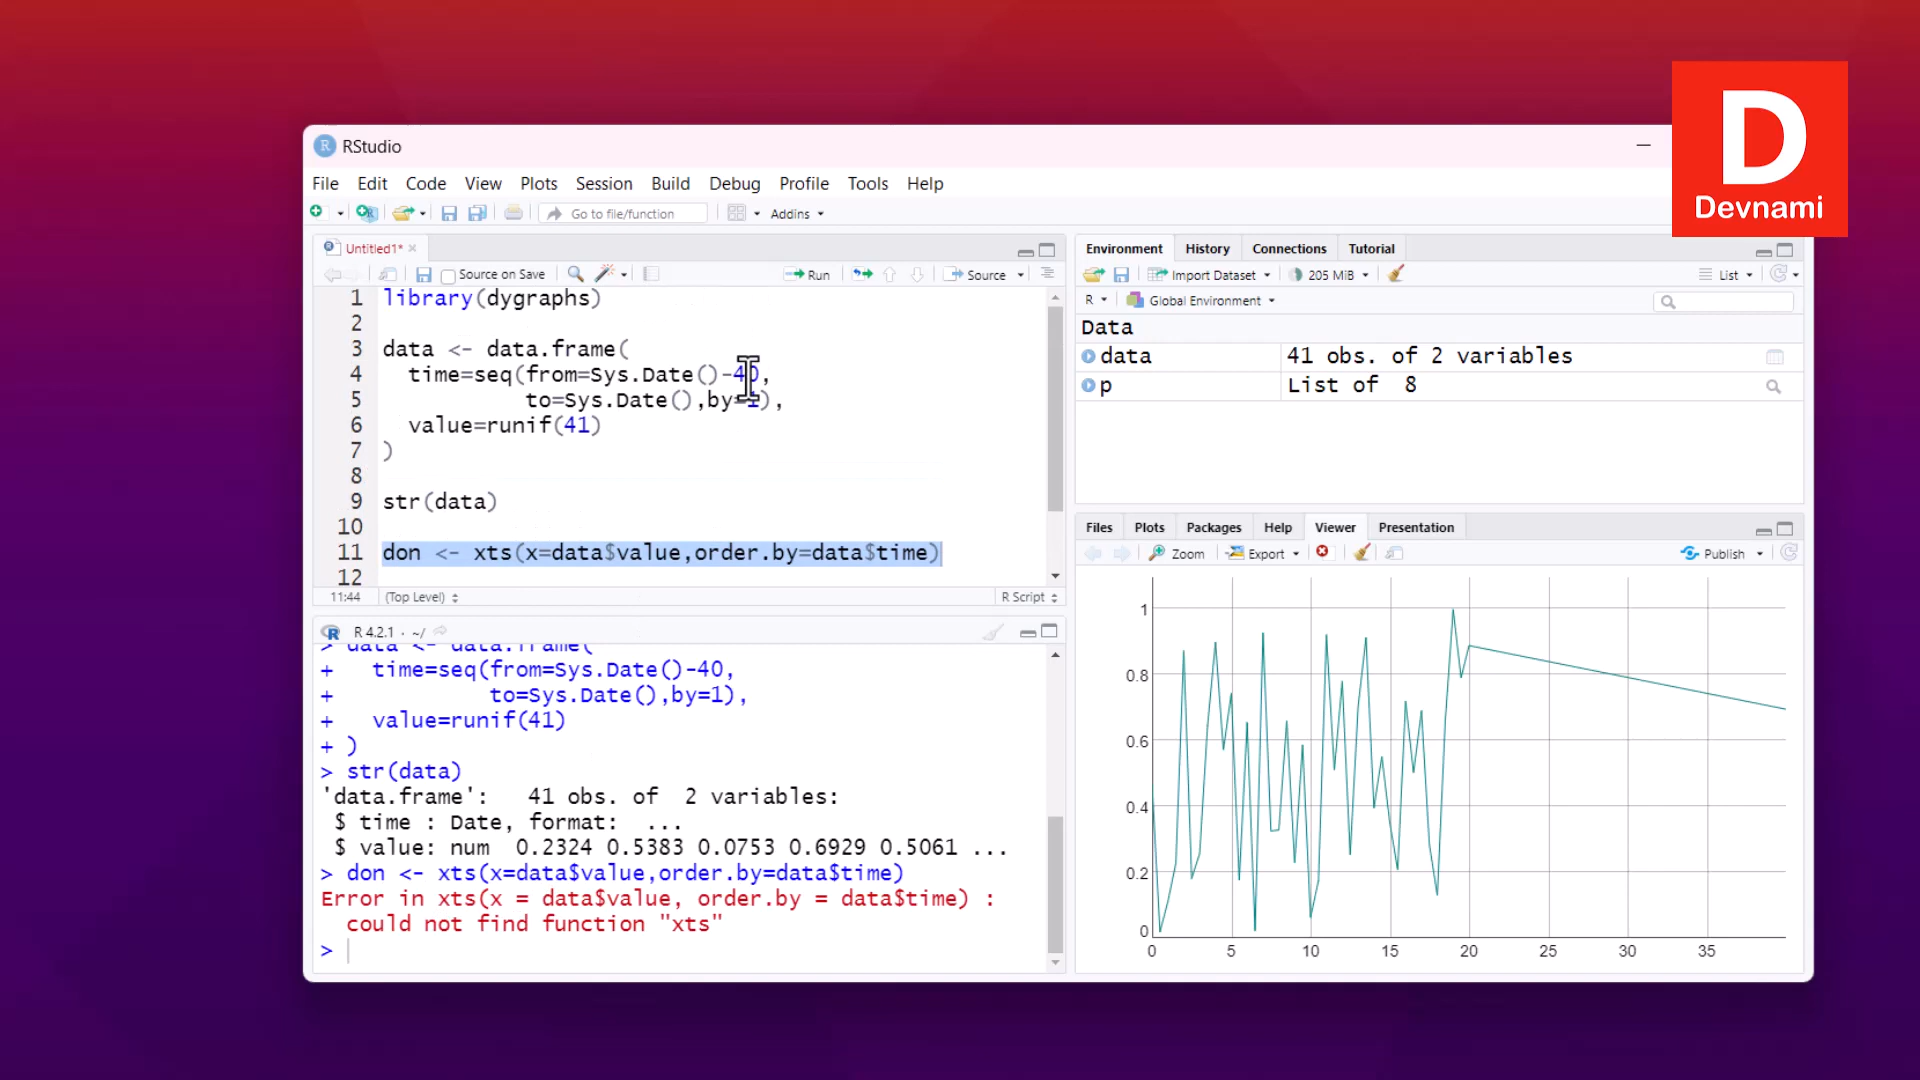 D
Devnami
RStudio
File Edit Code View Plots Session Build Debug Profile Tools Help
Go to file/function Addins
Untitled1*
Source on Save Run Source
1 library(dygraphs)
2
3 data <- data.frame(
4 time=seq(from=Sys.Date()-40,
5 to=Sys.Date(),by=1),
6 value=runif(41)
7 )
8
9 str(data)
10
11 don <- xts(x=data$value,order.by=data$time)
12
11:44 (Top Level) R Script
R 4.2.1 · ~/
> data <- data.frame(
+ time=seq(from=Sys.Date()-40,
+ to=Sys.Date(),by=1),
+ value=runif(41)
+ )
> str(data)
'data.frame': 41 obs. of 2 variables:
$ time : Date, format: ...
$ value: num 0.2324 0.5383 0.0753 0.6929 0.5061 ...
> don <- xts(x=data$value,order.by=data$time)
Error in xts(x = data$value, order.by = data$time) :
could not find function "xts"
>
Environment History Connections Tutorial
Import Dataset 205 MiB List
R Global Environment
Data
data 41 obs. of 2 variables
p List of 8
Files Plots Packages Help Viewer Presentation
Zoom Export Publish
1
0.8
0.6
0.4
0.2
0
0 5 10 15 20 25 30 35